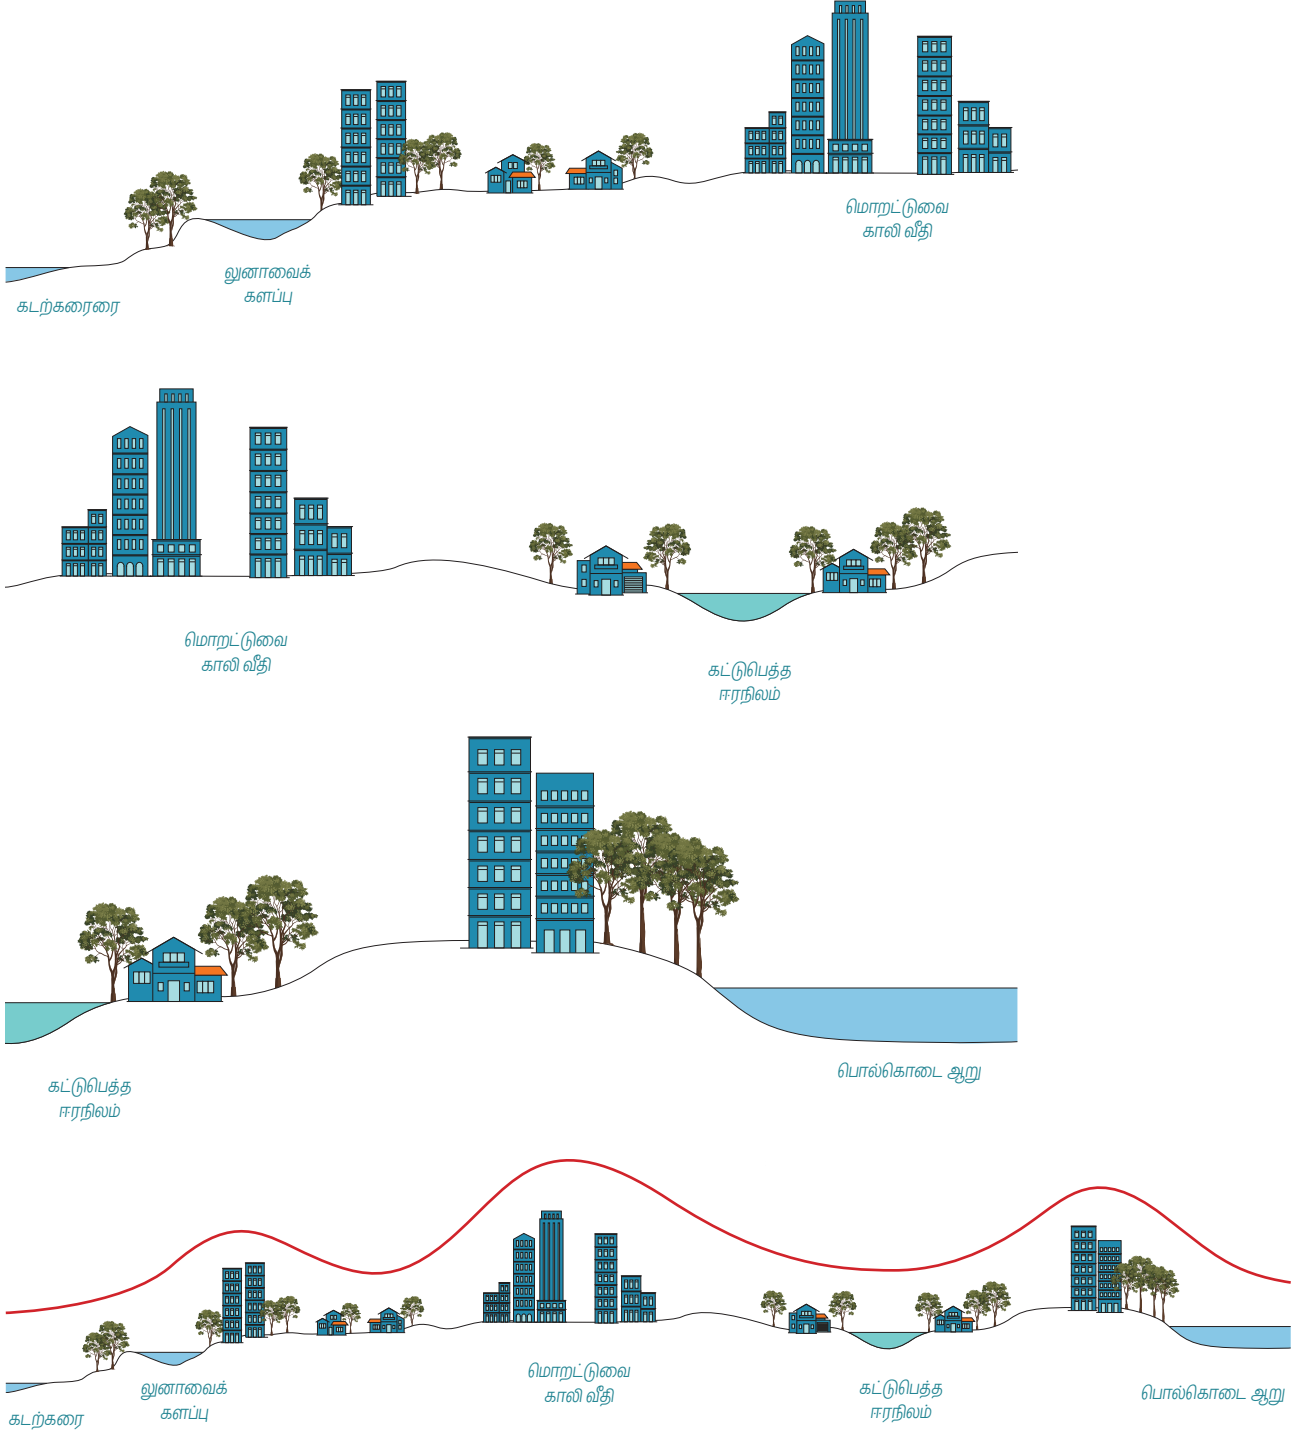 மொறட்டுவை
காலி வீதி
லுனாவைக்
களப்பு
கடற்கரைரை
மொறட்டுவை
காலி வீதி
கட்டுபெத்த
ஈரநிலம்
பொல்கொடை ஆறு
கட்டுபெத்த
ஈரநிலம்
மொறட்டுவை
காலி வீதி
லுனாவைக்
களப்பு
கட்டுபெத்த
ஈரநிலம்
பொல்கொடை ஆறு
கடற்கரை